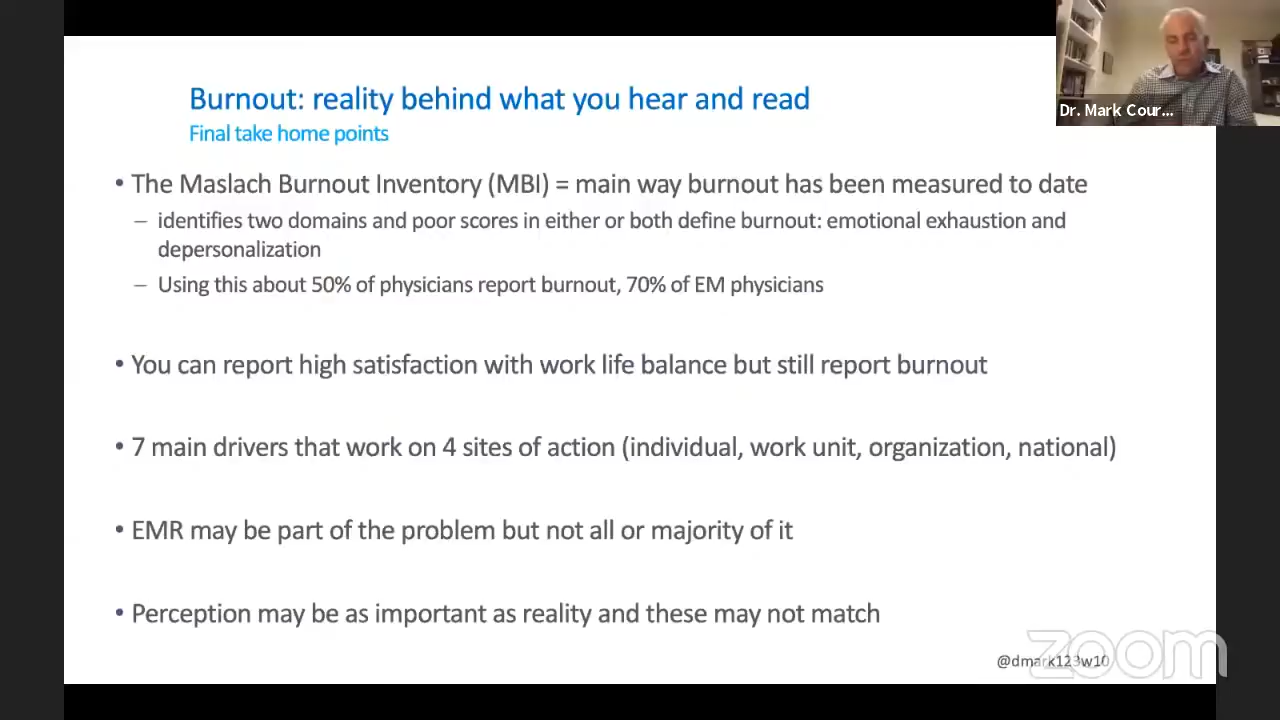 Burnout: reality behind what you hear and read
Final take home points
Dr. Mark Cour...
• The Maslach Burnout Inventory (MBI) = main way burnout has been measured to date
– identifies two domains and poor scores in either or both define burnout: emotional exhaustion and
depersonalization
– Using this about 50% of physicians report burnout, 70% of EM physicians
• You can report high satisfaction with work life balance but still report burnout
• 7 main drivers that work on 4 sites of action (individual, work unit, organization, national)
• EMR may be part of the problem but not all or majority of it
• Perception may be as important as reality and these may not match
@dmark123w10
zoom